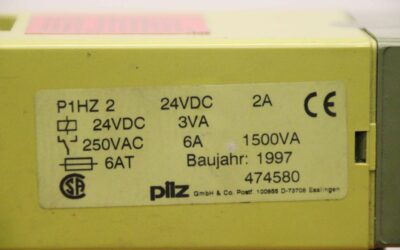 P1HZ 2 24VDC 2A CE
24VDC 3VA
250VAC 6A 1500VA
6AT Baujahr: 1997
474580
SA pilz GmbH & Co. Postf. 100855 D-73708 Esslingen